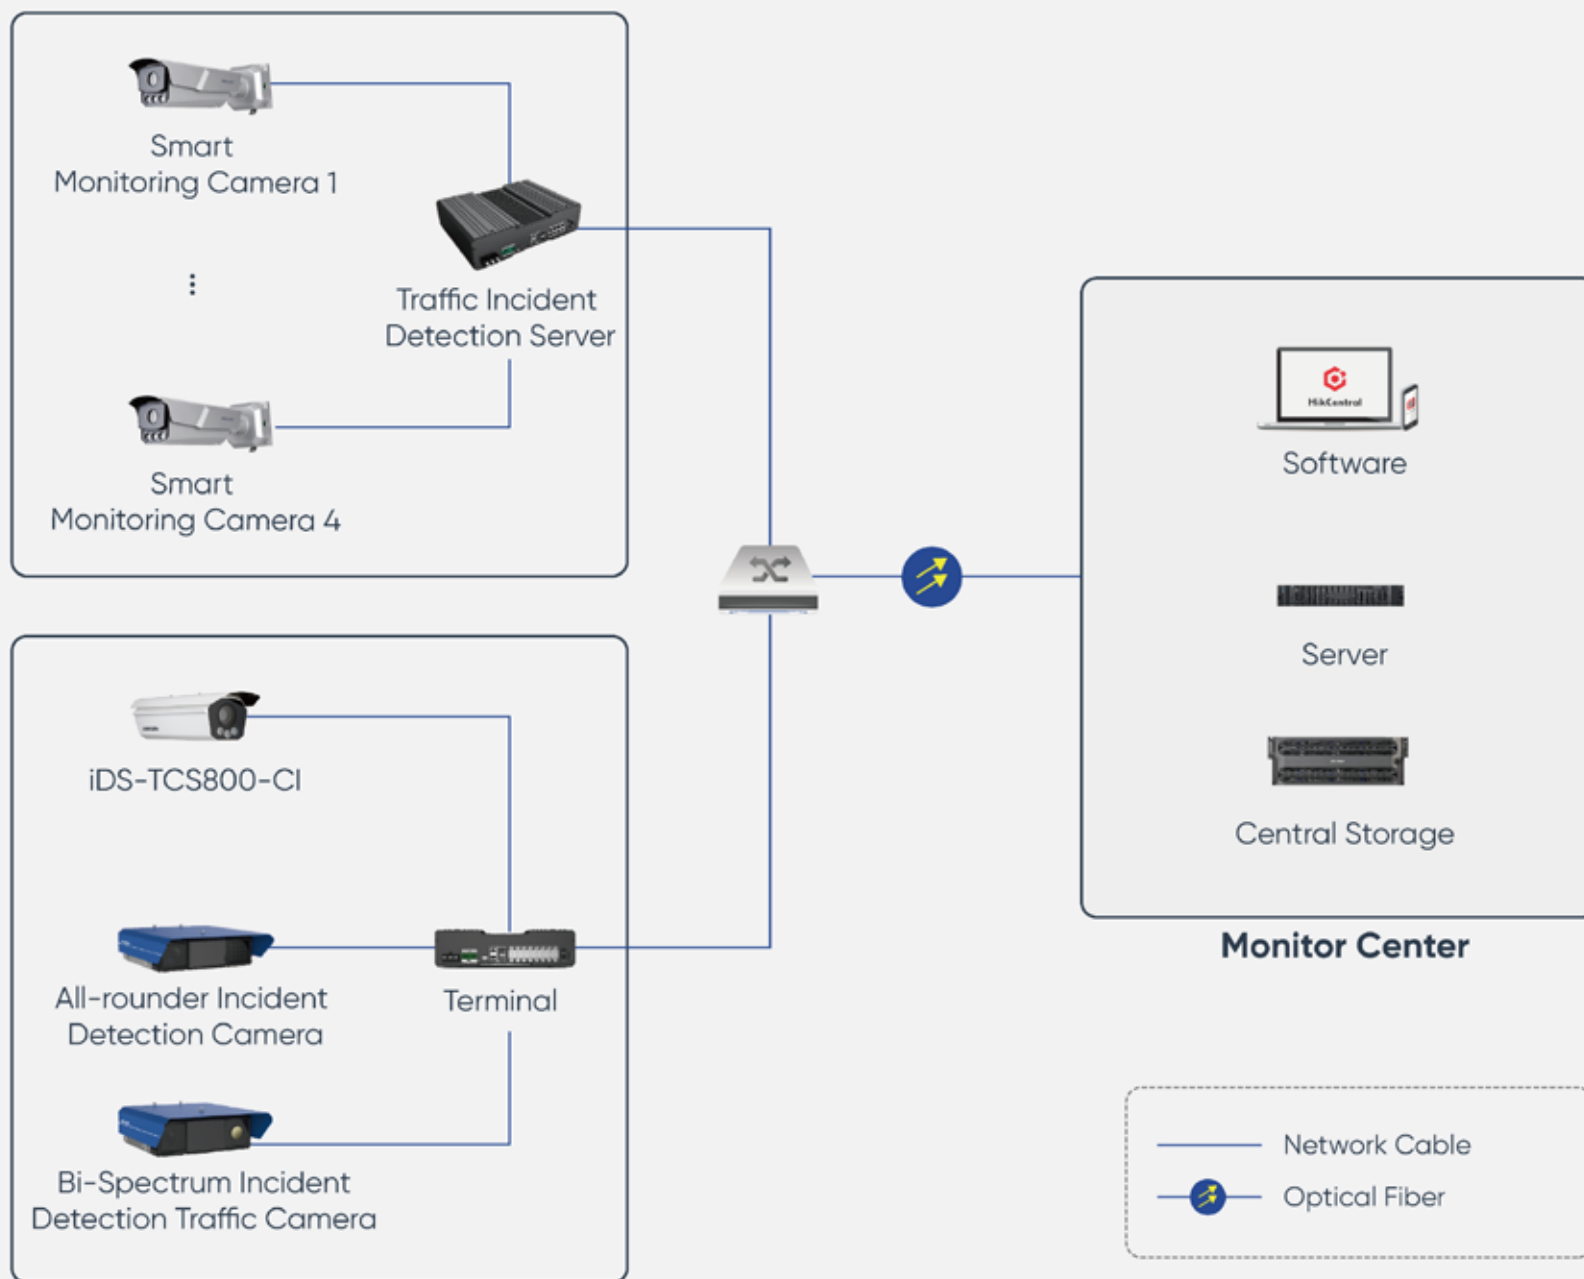 Smart
Monitoring Camera 1
Traffic Incident
Detection Server
Smart
Monitoring Camera 4
iDS-TCS800-CI
All-rounder Incident
Detection Camera
Terminal
Bi-Spectrum Incident
Detection Traffic Camera
HikCentral
Software
Server
Central Storage
Monitor Center
Network Cable
Optical Fiber